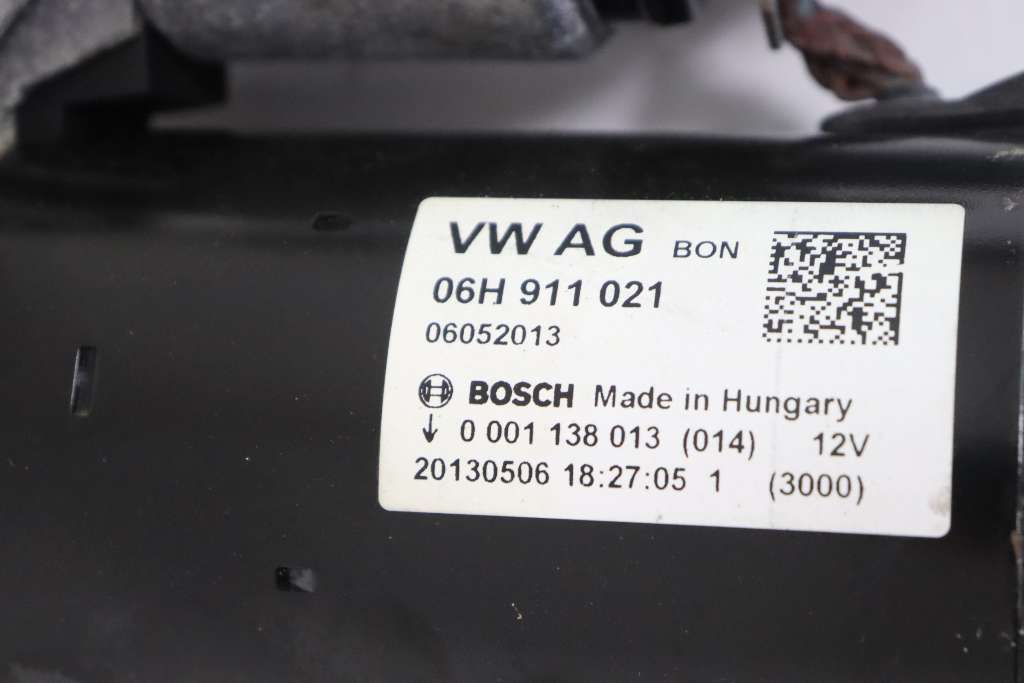 VW AG BON
06H 911 021
06052013
BOSCH Made in Hungary
↓ 0 001 138 013 (014) 12V
20130506 18:27:05 1 (3000)